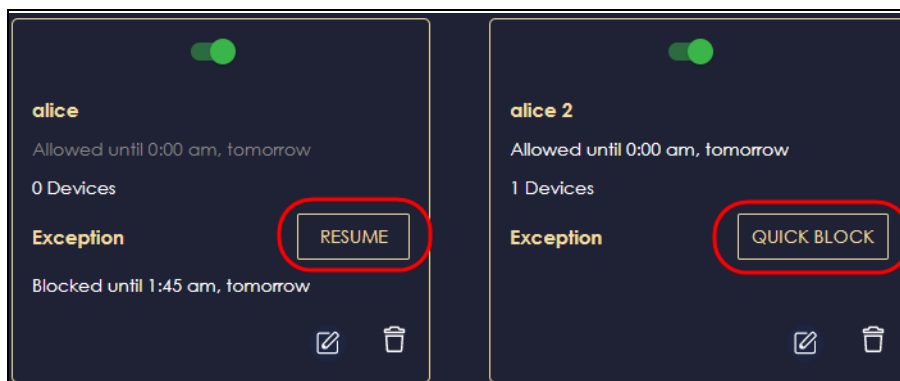 alice
Allowed until 0:00 am, tomorrow
0 Devices
Exception RESUME
Blocked until 1:45 am, tomorrow
alice 2
Allowed until 0:00 am, tomorrow
1 Devices
Exception QUICK BLOCK